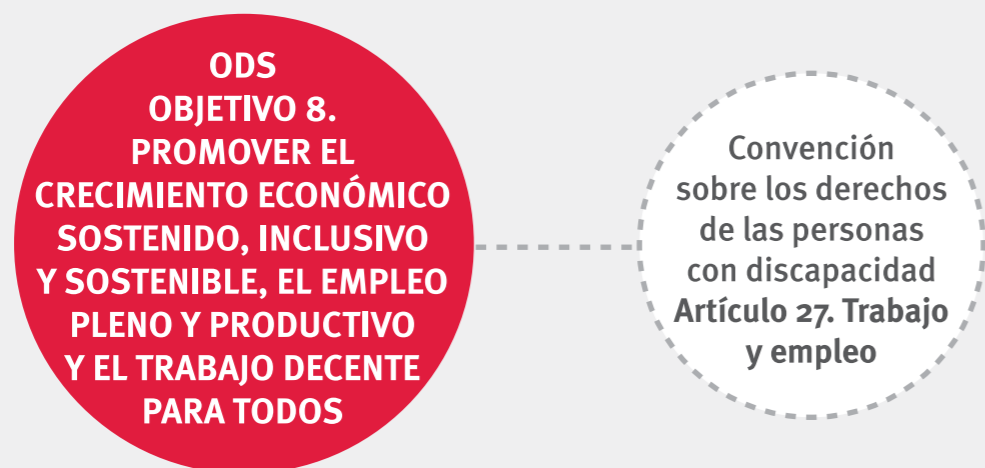 ODS
OBJETIVO 8.
PROMOVER EL
CRECIMIENTO ECONÓMICO
SOSTENIDO, INCLUSIVO
Y SOSTENIBLE, EL EMPLEO
PLENO Y PRODUCTIVO
Y EL TRABAJO DECENTE
PARA TODOS
Convención
sobre los derechos
de las personas
con discapacidad
Artículo 27. Trabajo
y empleo